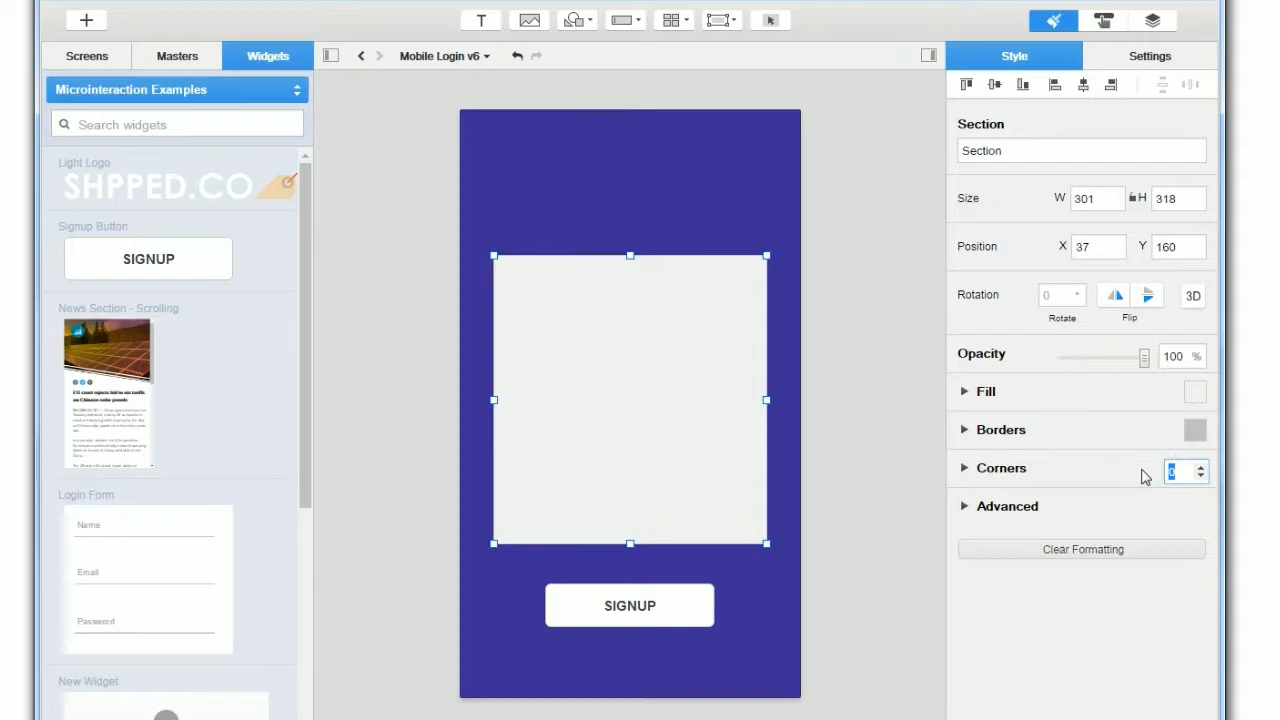 T
Screens
Masters
Widgets
Mobile Login v6
Style
Settings
Microinteraction Examples
Search widgets
Light Logo
SHPPED.CO
Signup Button
SIGNUP
News Section - Scrolling
Login Form
Name
Email
Password
New Widget
SIGNUP
Section
Section
Size
W
301
H
318
Position
X
37
Y
160
Rotation
0
3D
Rotate
Flip
Opacity
100
%
Fill
Borders
Corners
0
Advanced
Clear Formatting